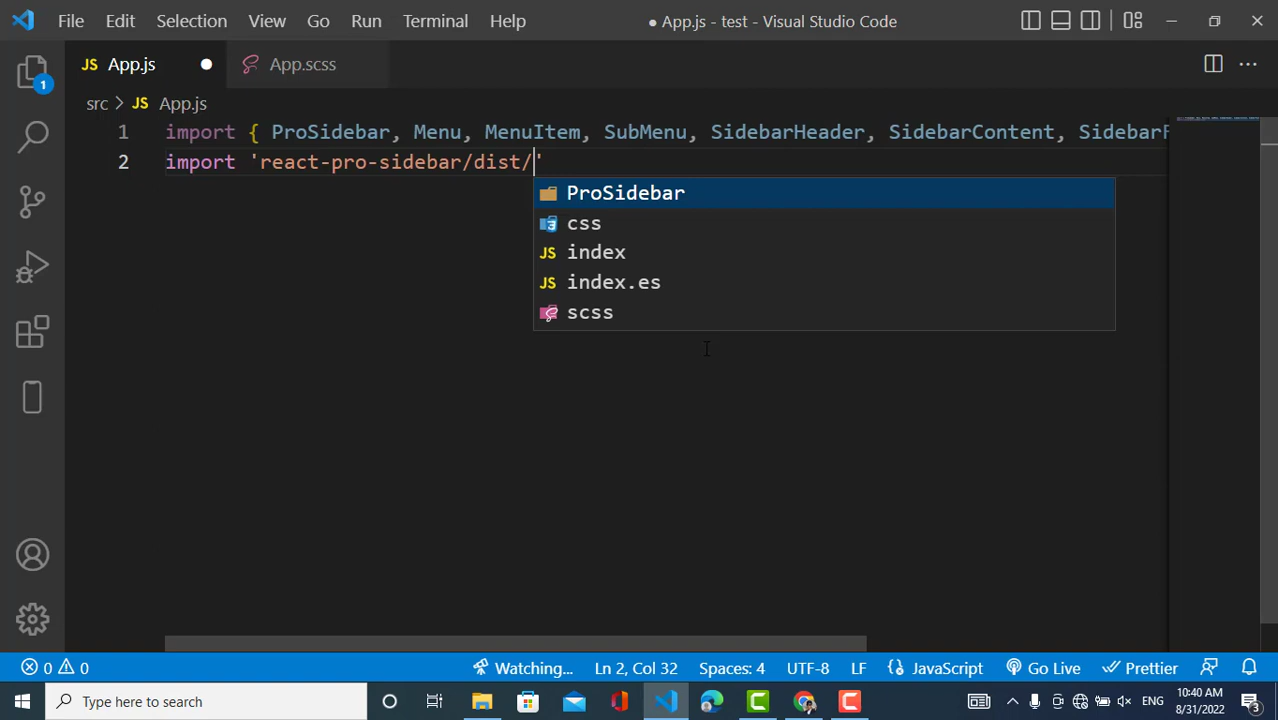 File Edit Selection View Go Run Terminal Help ● App.js - test - Visual Studio Code
JS App.js ● App.scss
1
src > JS App.js
1 import { ProSidebar, Menu, MenuItem, SubMenu, SidebarHeader, SidebarContent, SidebarF
2 import 'react-pro-sidebar/dist/'
ProSidebar
css
JS index
JS index.es
scss
0 0 Watching... Ln 2, Col 32 Spaces: 4 UTF-8 LF JavaScript Go Live Prettier
Type here to search ENG 10:40 AM
8/31/2022 3